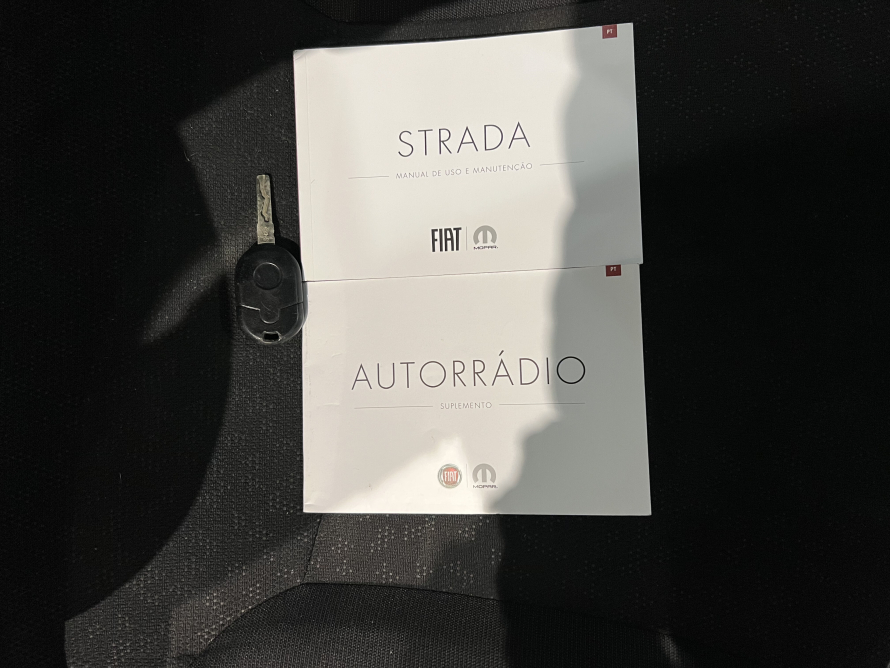 PT
STRADA
MANUAL DE USO E MANUTENÇÃO
FIAT
MOPAR
PT
AUTORRÁDIO
SUPLEMENTO
FIAT
MOPAR